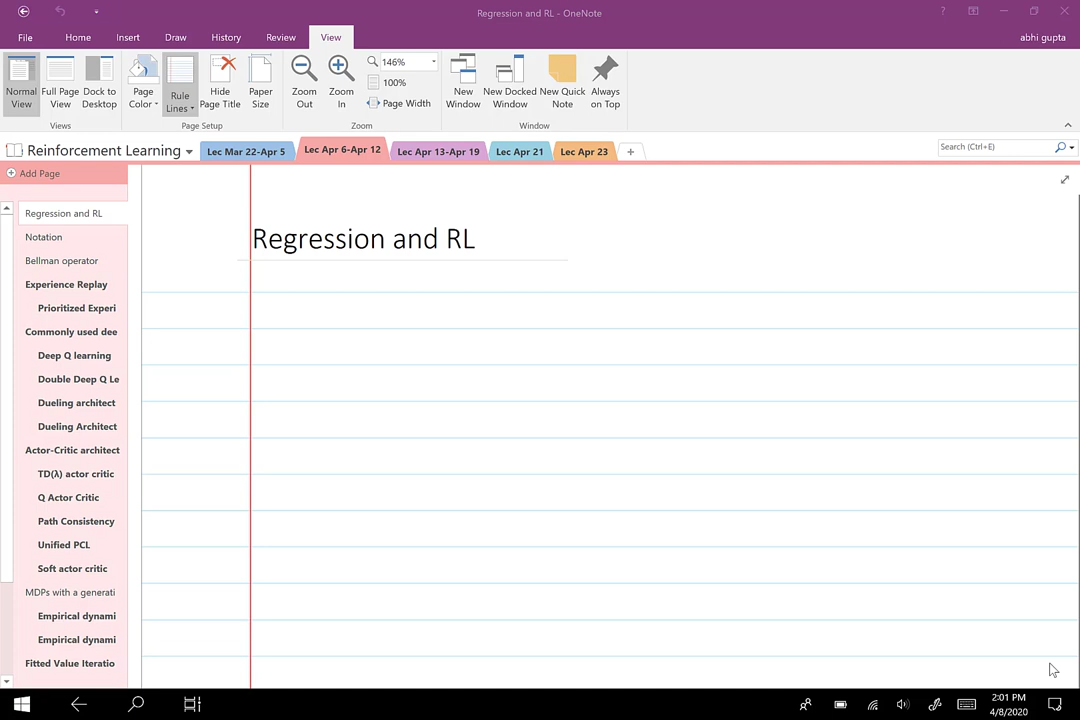 Regression and RL - OneNote
?
File Home Insert Draw History Review View
abhi gupta
Normal View
Full Page View
Dock to Desktop
Page Color
Rule Lines
Hide Page Title
Paper Size
Zoom Out
Zoom In
146%
100%
Page Width
New Window
New Docked Window
New Quick Note
Always on Top
Views Page Setup Zoom Window
Reinforcement Learning Lec Mar 22-Apr 5 Lec Apr 6-Apr 12 Lec Apr 13-Apr 19 Lec Apr 21 Lec Apr 23 +
Search (Ctrl+E)
Add Page
Regression and RL
Notation
Bellman operator
Experience Replay
Prioritized Experi
Commonly used dee
Deep Q learning
Double Deep Q Le
Dueling architect
Dueling Architect
Actor-Critic architect
TD(λ) actor critic
Q Actor Critic
Path Consistency
Unified PCL
Soft actor critic
MDPs with a generati
Empirical dynami
Empirical dynami
Fitted Value Iteratio
Regression and RL
2:01 PM
4/8/2020